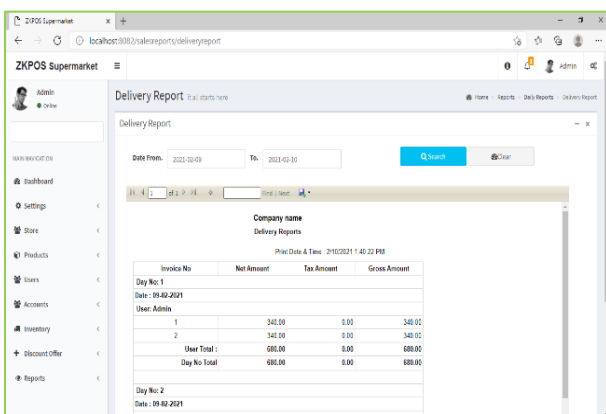 ZKPOS Supermarket
localhost:8082/salesreports/deliveryreport
ZKPOS Supermarket
Admin
Admin
Online
Delivery Report it all starts here
Home Reports Daily Reports Delivery Report
Delivery Report
MAIN NAVIGATION
Dashboard
Settings
Store
Products
Users
Accounts
Inventory
Discount Offer
Reports
Date From. 2021-02-09 To. 2021-02-10 Search Clear
1 of 1 Find | Next
Company name
Delivery Reports
Print Date & Time : 2/10/2021 1:40:22 PM
Invoice No Net Amount Tax Amount Gross Amount
Day No: 1
Date : 09-02-2021
User: Admin
1 340.00 0.00 340.00
2 340.00 0.00 340.00
User Total : 680.00 0.00 680.00
Day No Total 680.00 0.00 680.00
Day No: 2
Date : 09-02-2021